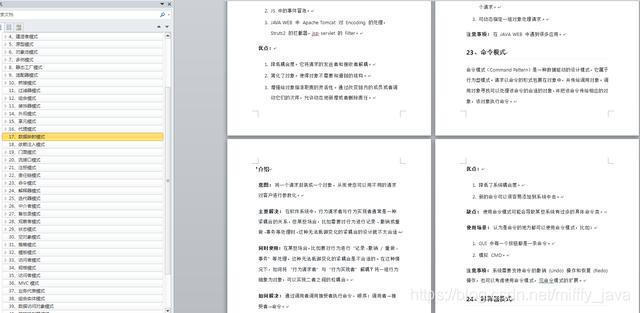 4、建造者模式
5、原型模式
6、对象池模式
7、多例模式
8、静态工厂模式
9、适配器模式
10、桥接模式
11、过滤器模式
12、组合模式
13、装饰器模式
14、外观模式
15、享元模式
16、代理模式
17、数据映射模式
18、依赖注入模式
19、门面模式
20、流接口模式
21、注册模式
22、责任链模式
23、命令模式
24、解释器模式
25、迭代器模式
26、中介者模式
27、备忘录模式
28、观察者模式
29、状态模式
30、空对象模式
31、策略模式
32、模板模式
33、访问者模式
34、规格模式
35、访问者模式
36、MVC 模式
37、业务代表模式
38、组合实体模式
39、数据访问对象模式
2. JS 中的事件冒泡。
3. JAVA WEB 中 Apache Tomcat 对 Encoding 的处理,
Struts2 的拦截器, jsp servlet 的 Filter。
优点:
1. 降低耦合度。它将请求的发送者和接收者解耦。
2. 简化了对象。使得对象不需要知道链的结构。
3. 增强给对象指派职责的灵活性。通过改变链内的成员或者调
动它们的次序,允许动态地新增或者删除责任。
个请求。
3. 可动态指定一组对象处理请求。
注意事项:在 JAVA WEB 中遇到很多应用。
23、命令模式
命令模式(Command Pattern)是一种数据驱动的设计模式,它属于
行为型模式。请求以命令的形式包裹在对象中,并传给调用对象。调
用对象寻找可以处理该命令的合适的对象,并把该命令传给相应的对
象,该对象执行命令。
介绍
意图:将一个请求封装成一个对象,从而使您可以用不同的请求
对客户进行参数化。
主要解决:在软件系统中,行为请求者与行为实现者通常是一种
紧耦合的关系,但某些场合,比如需要对行为进行记录、撤销或重
做、事务等处理时,这种无法抵御变化的紧耦合的设计就不太合适。
何时使用:在某些场合,比如要对行为进行"记录、撤销/重做、
事务"等处理,这种无法抵御变化的紧耦合是不合适的。在这种情
况下,如何将"行为请求者"与"行为实现者"解耦?将一组行为
抽象为对象,可以实现二者之间的松耦合。
如何解决:通过调用者调用接受者执行命令,顺序:调用者→接
受者→命令。
优点:
1. 降低了系统耦合度。
2. 新的命令可以很容易添加到系统中去。
缺点:使用命令模式可能会导致某些系统有过多的具体命令类。
使用场景:认为是命令的地方都可以使用命令模式,比如:
1. GUI 中每一个按钮都是一条命令。
2. 模拟 CMD。
注意事项:系统需要支持命令的撤销(Undo)操作和恢复(Redo)
操作,也可以考虑使用命令模式,见命令模式的扩展。
24、解释器模式
https://blog.csdn.net/miffy_java